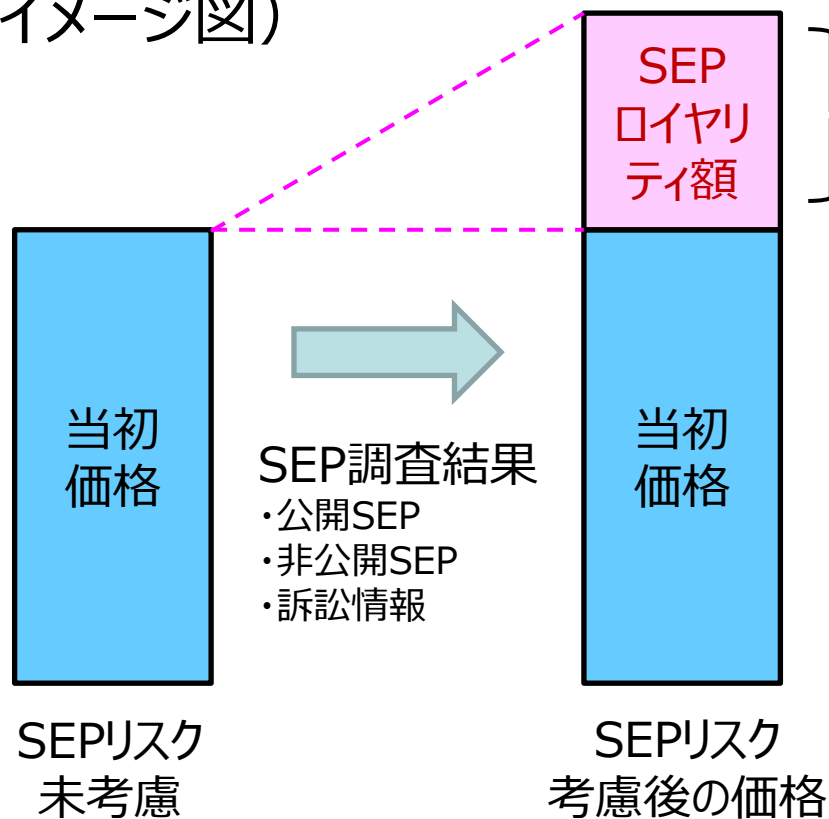 イメージ図）
SEP
ロイヤリ
ティ額
当初
価格
SEP調査結果
・公開SEP
・非公開SEP
・訴訟情報
当初
価格
SEPリスク
未考慮
SEPリスク
考慮後の価格